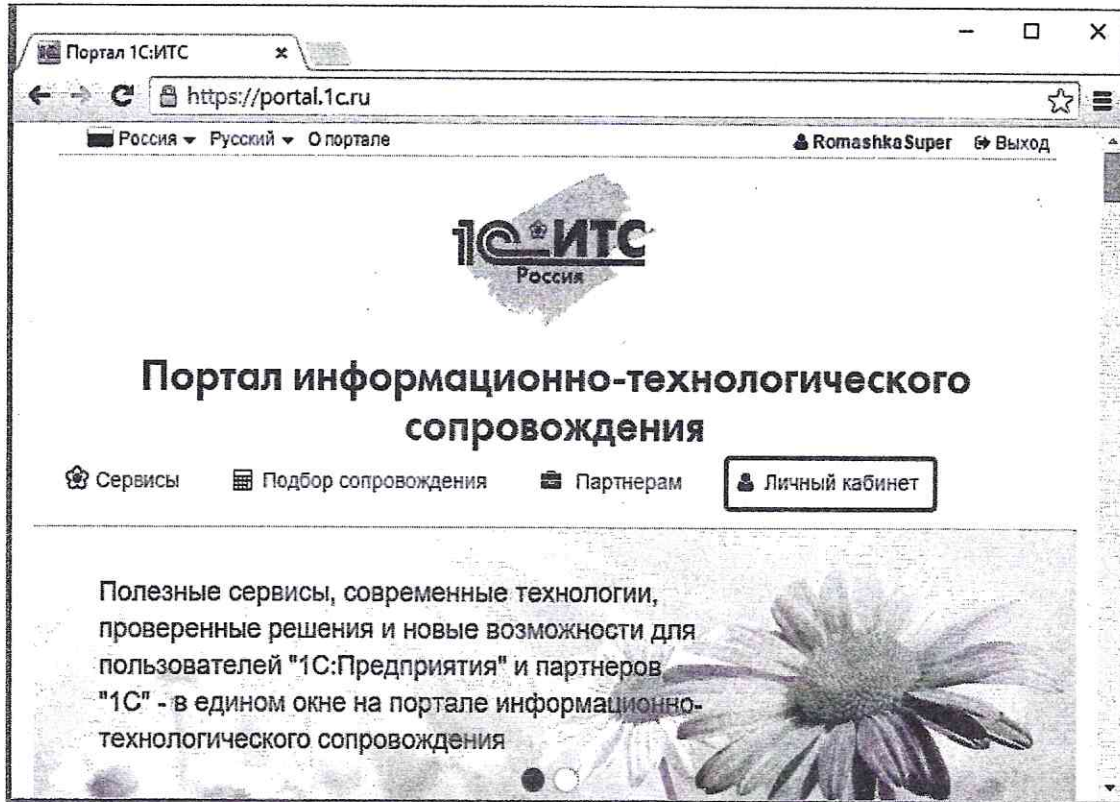 Портал 1С:ИТС
https://portal.1c.ru
Россия Русский О портале RomashkaSuper Выход
1С ИТС
Россия
Портал информационно-технологического
сопровождения
Сервисы Подбор сопровождения Партнерам Личный кабинет
Полезные сервисы, современные технологии,
проверенные решения и новые возможности для
пользователей "1С:Предприятия" и партнеров
"1С" - в едином окне на портале информационно-
технологического сопровождения